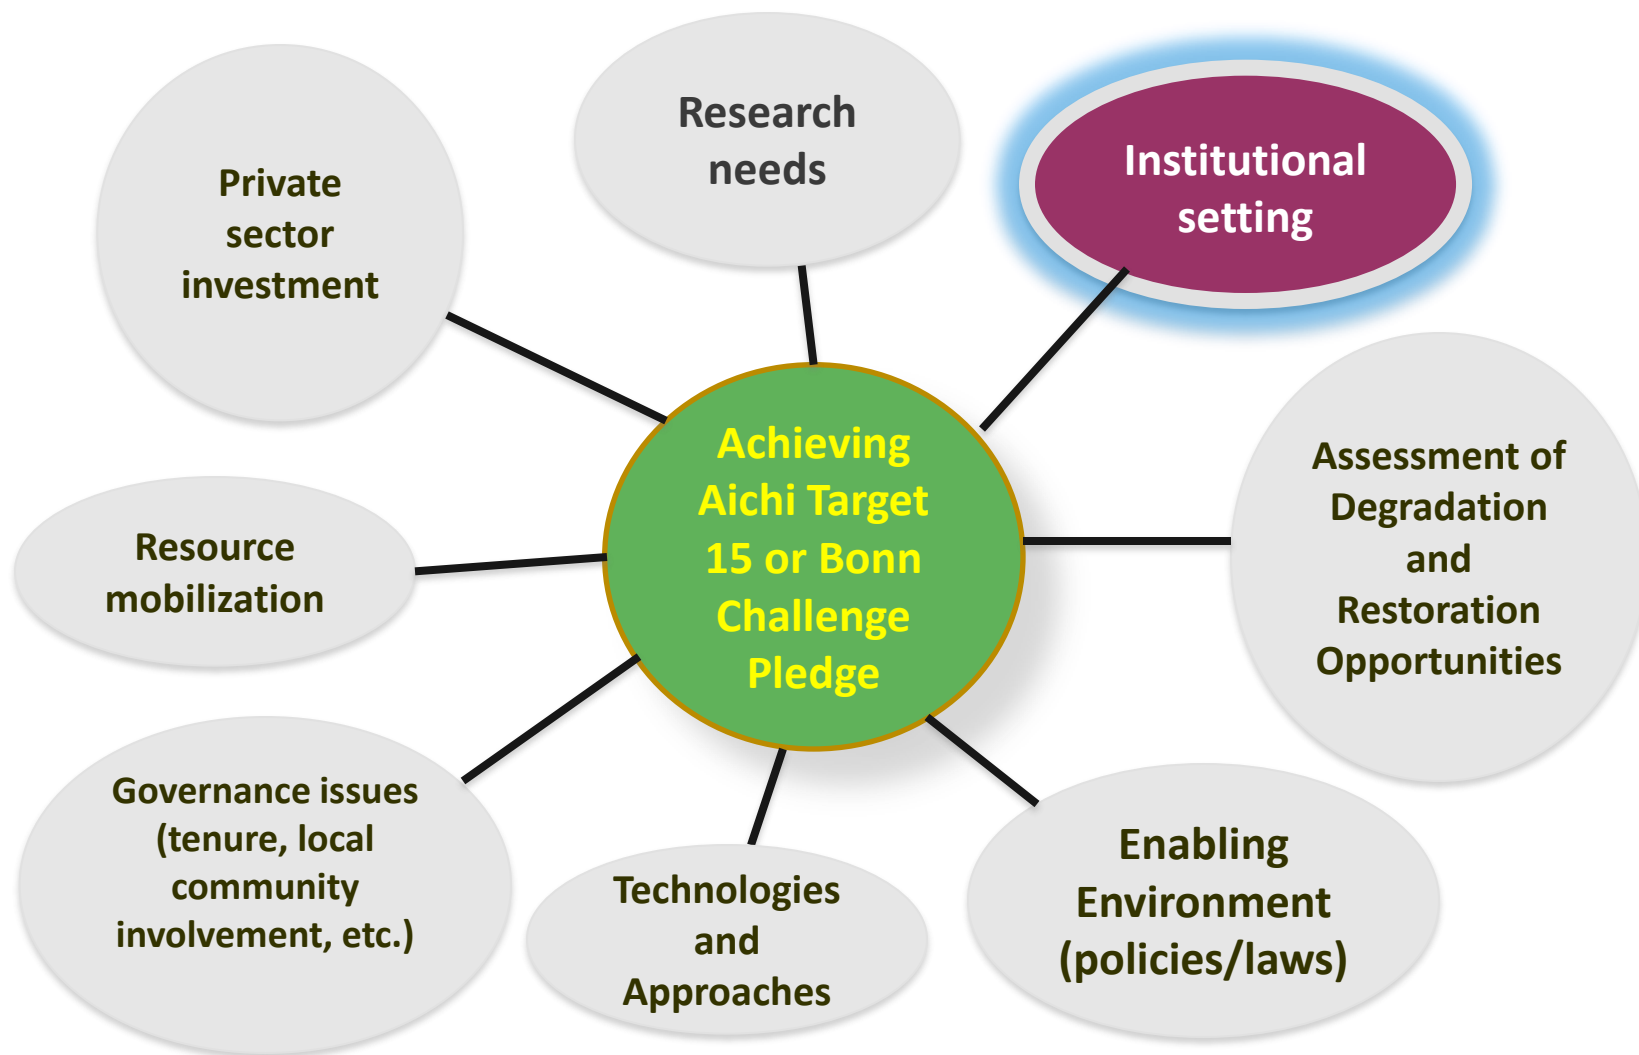 Research
needs
Institutional
setting
Private
sector
investment
Achieving
Aichi Target
15 or Bonn
Challenge
Pledge
Assessment of
Degradation
and
Restoration
Opportunities
Resource
mobilization
Governance issues
(tenure, local
community
involvement, etc.)
Technologies
and
Approaches
Enabling
Environment
(policies/laws)